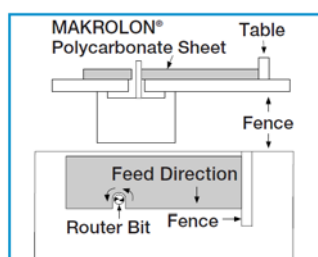 MAKROLON® Table
Polycarbonate Sheet
Fence
Feed Direction
Router Bit Fence